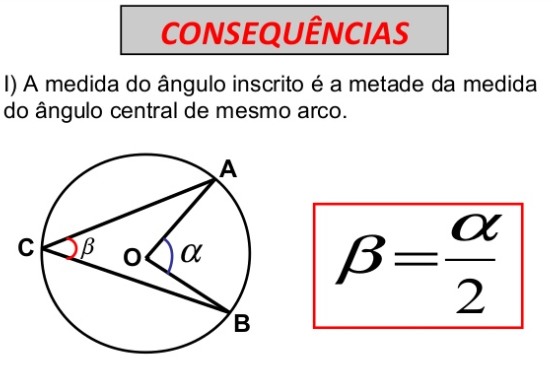 CONSEQUÊNCIAS
I) A medida do ângulo inscrito é a metade da medida
do ângulo central de mesmo arco.
A
C β O α
B
β = α/2